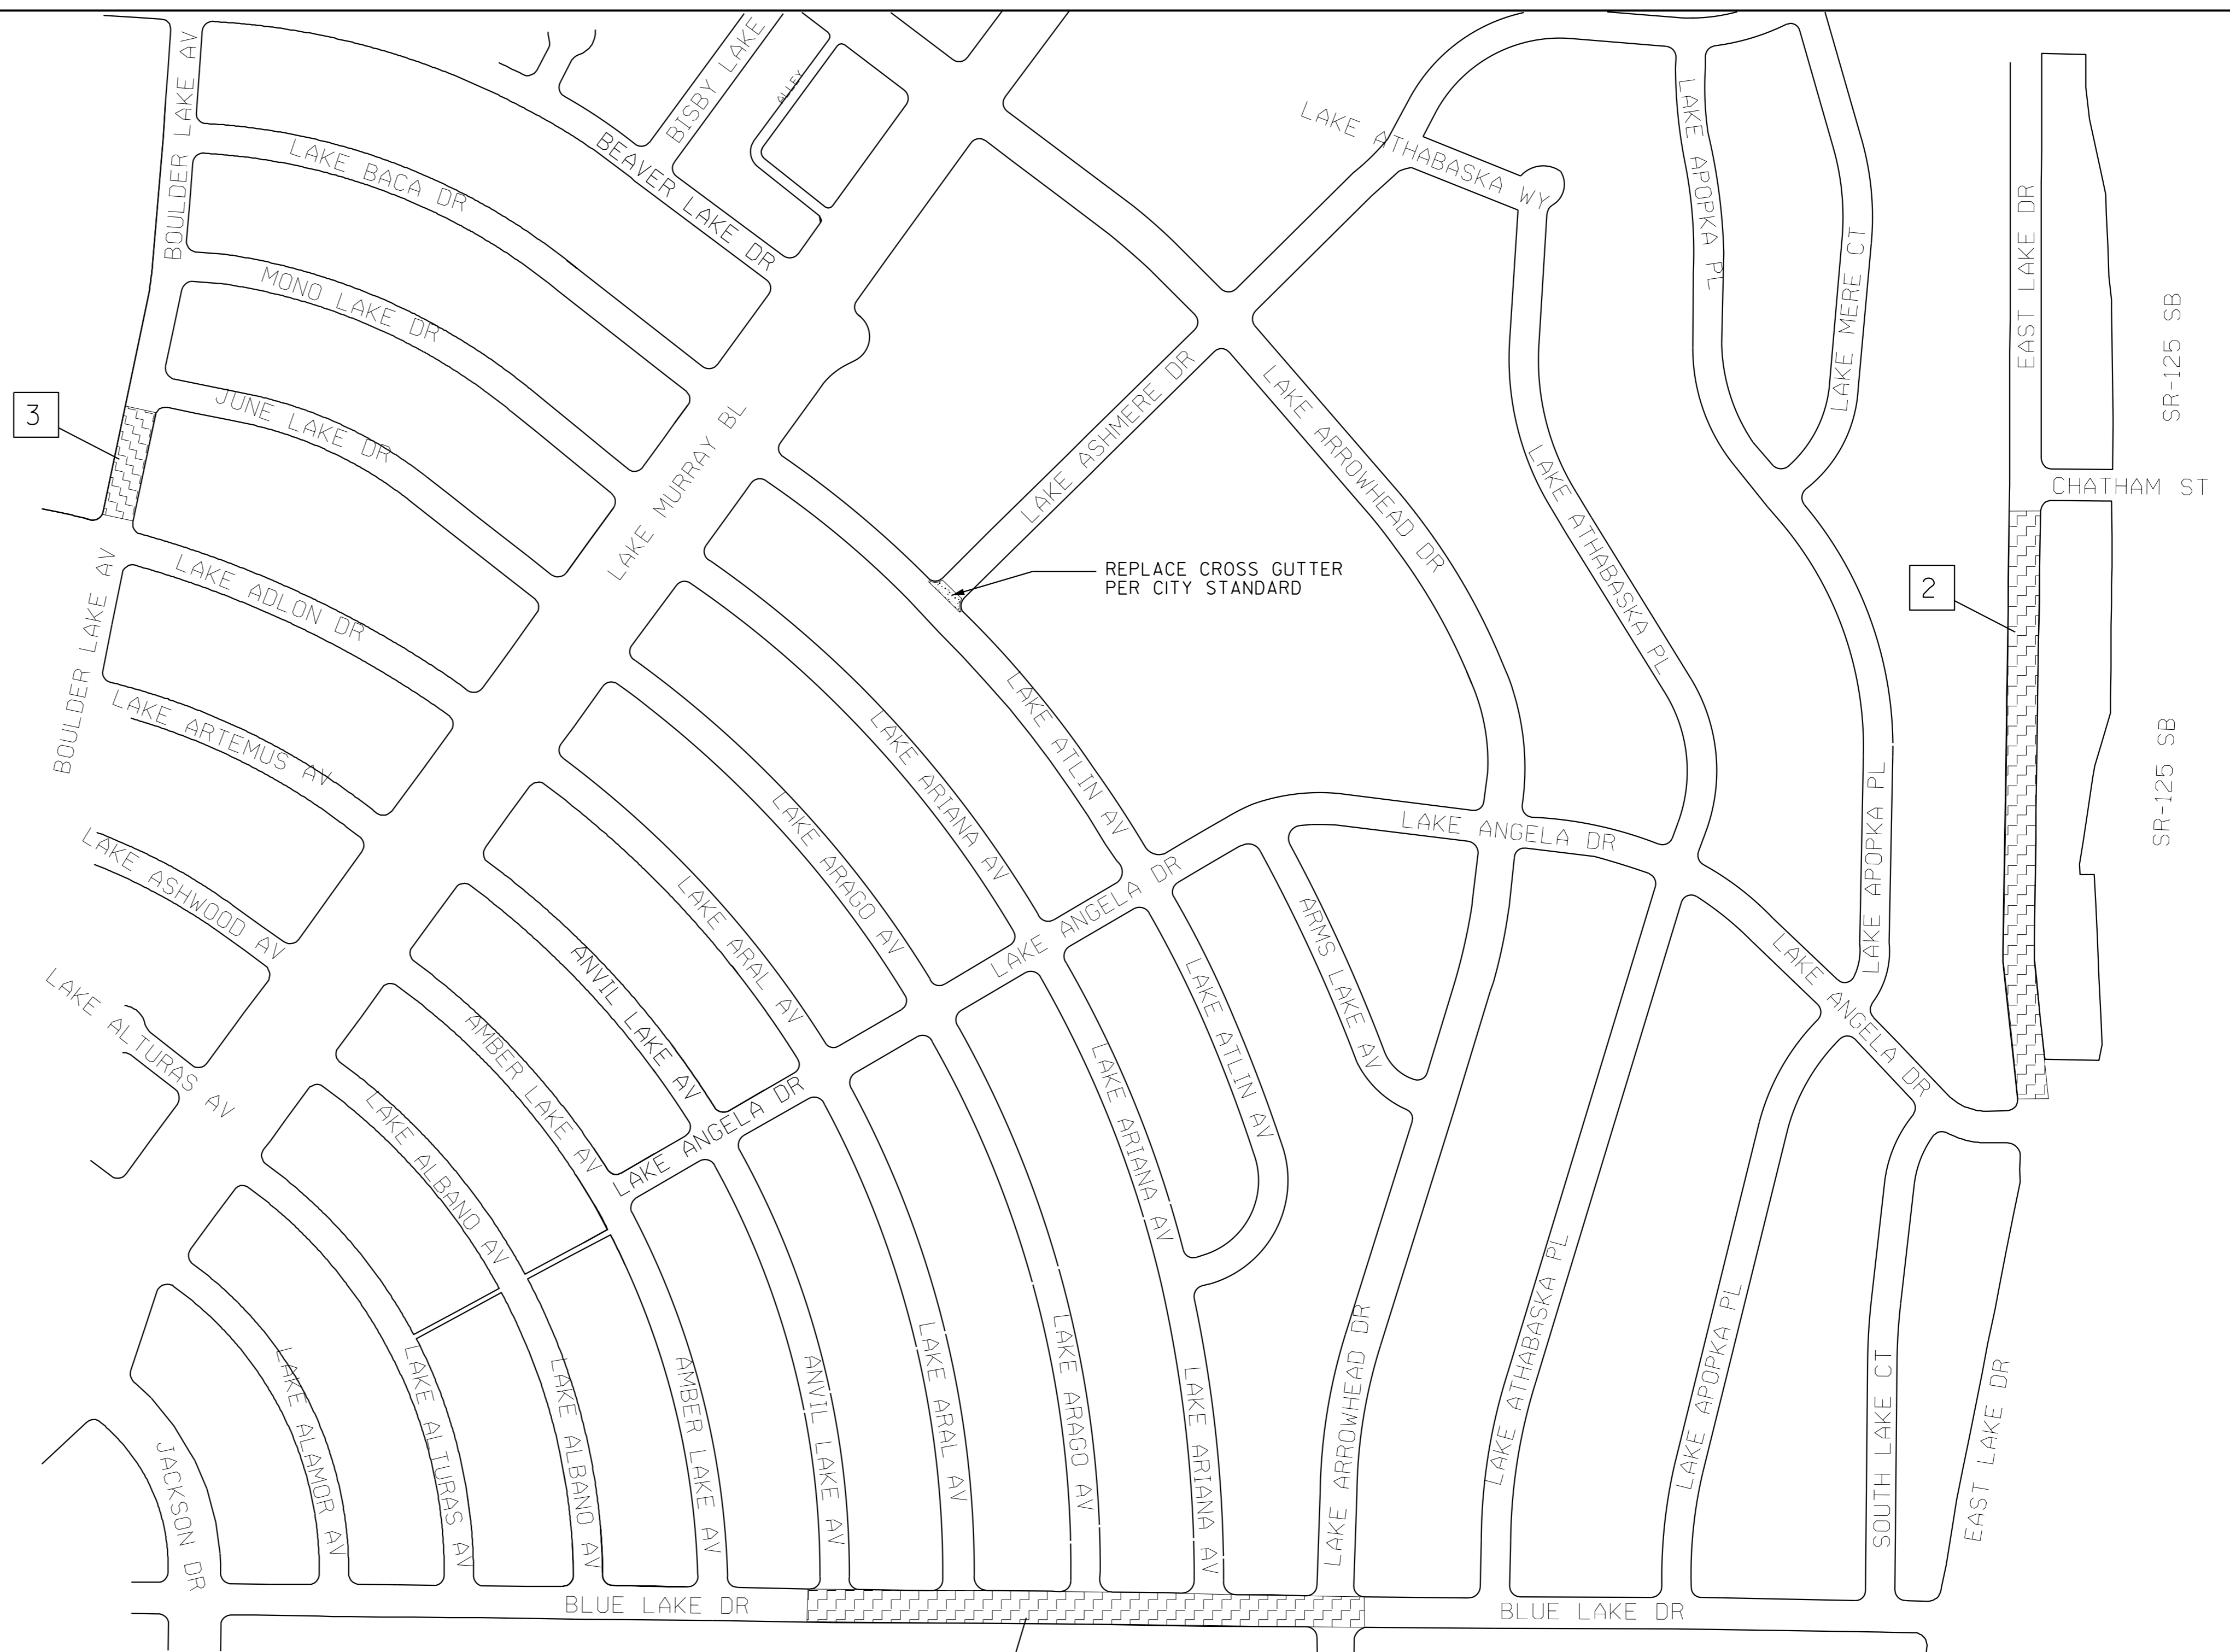 BOULDER LAKE AV
BOULDER LAKE AV
LAKE BACA DR
BEAVER LAKE DR
BISBY LAKE
ALLEY
MONO LAKE DR
JUNE LAKE DR
3
LAKE MURRAY BL
LAKE ATHABASKA WY
LAKE APOPKA PL
LAKE MERE CT
EAST LAKE DR
SR-125 SB
CHATHAM ST
LAKE ASHMERE DR
LAKE ARROWHEAD DR
LAKE ATHABASKA PL
REPLACE CROSS GUTTER
PER CITY STANDARD
2
LAKE ADLON DR
BOULDER LAKE AV
LAKE ARTEMUS AV
LAKE ASHWOOD AV
LAKE ALTURAS AV
LAKE ATLIN AV
LAKE ARIANA AV
LAKE ARAGO AV
LAKE ARAL AV
ANVIL LAKE AV
AMBER LAKE AV
LAKE ALBANO AV
LAKE ANGELA DR
LAKE ANGELA DR
LAKE ANGELA DR
LAKE ANGELA DR
LAKE APOPKA PL
SR-125 SB
ARMS LAKE AV
LAKE ATLIN AV
LAKE ARIANA AV
JACKSON DR
LAKE ALAMOR AV
LAKE ALTURAS AV
LAKE ALBANO AV
AMBER LAKE AV
ANVIL LAKE AV
LAKE ARAL AV
LAKE ARAGO AV
LAKE ARIANA AV
LAKE ARROWHEAD DR
LAKE ATHABASKA PL
LAKE APOPKA PL
SOUTH LAKE CT
EAST LAKE DR
BLUE LAKE DR
BLUE LAKE DR